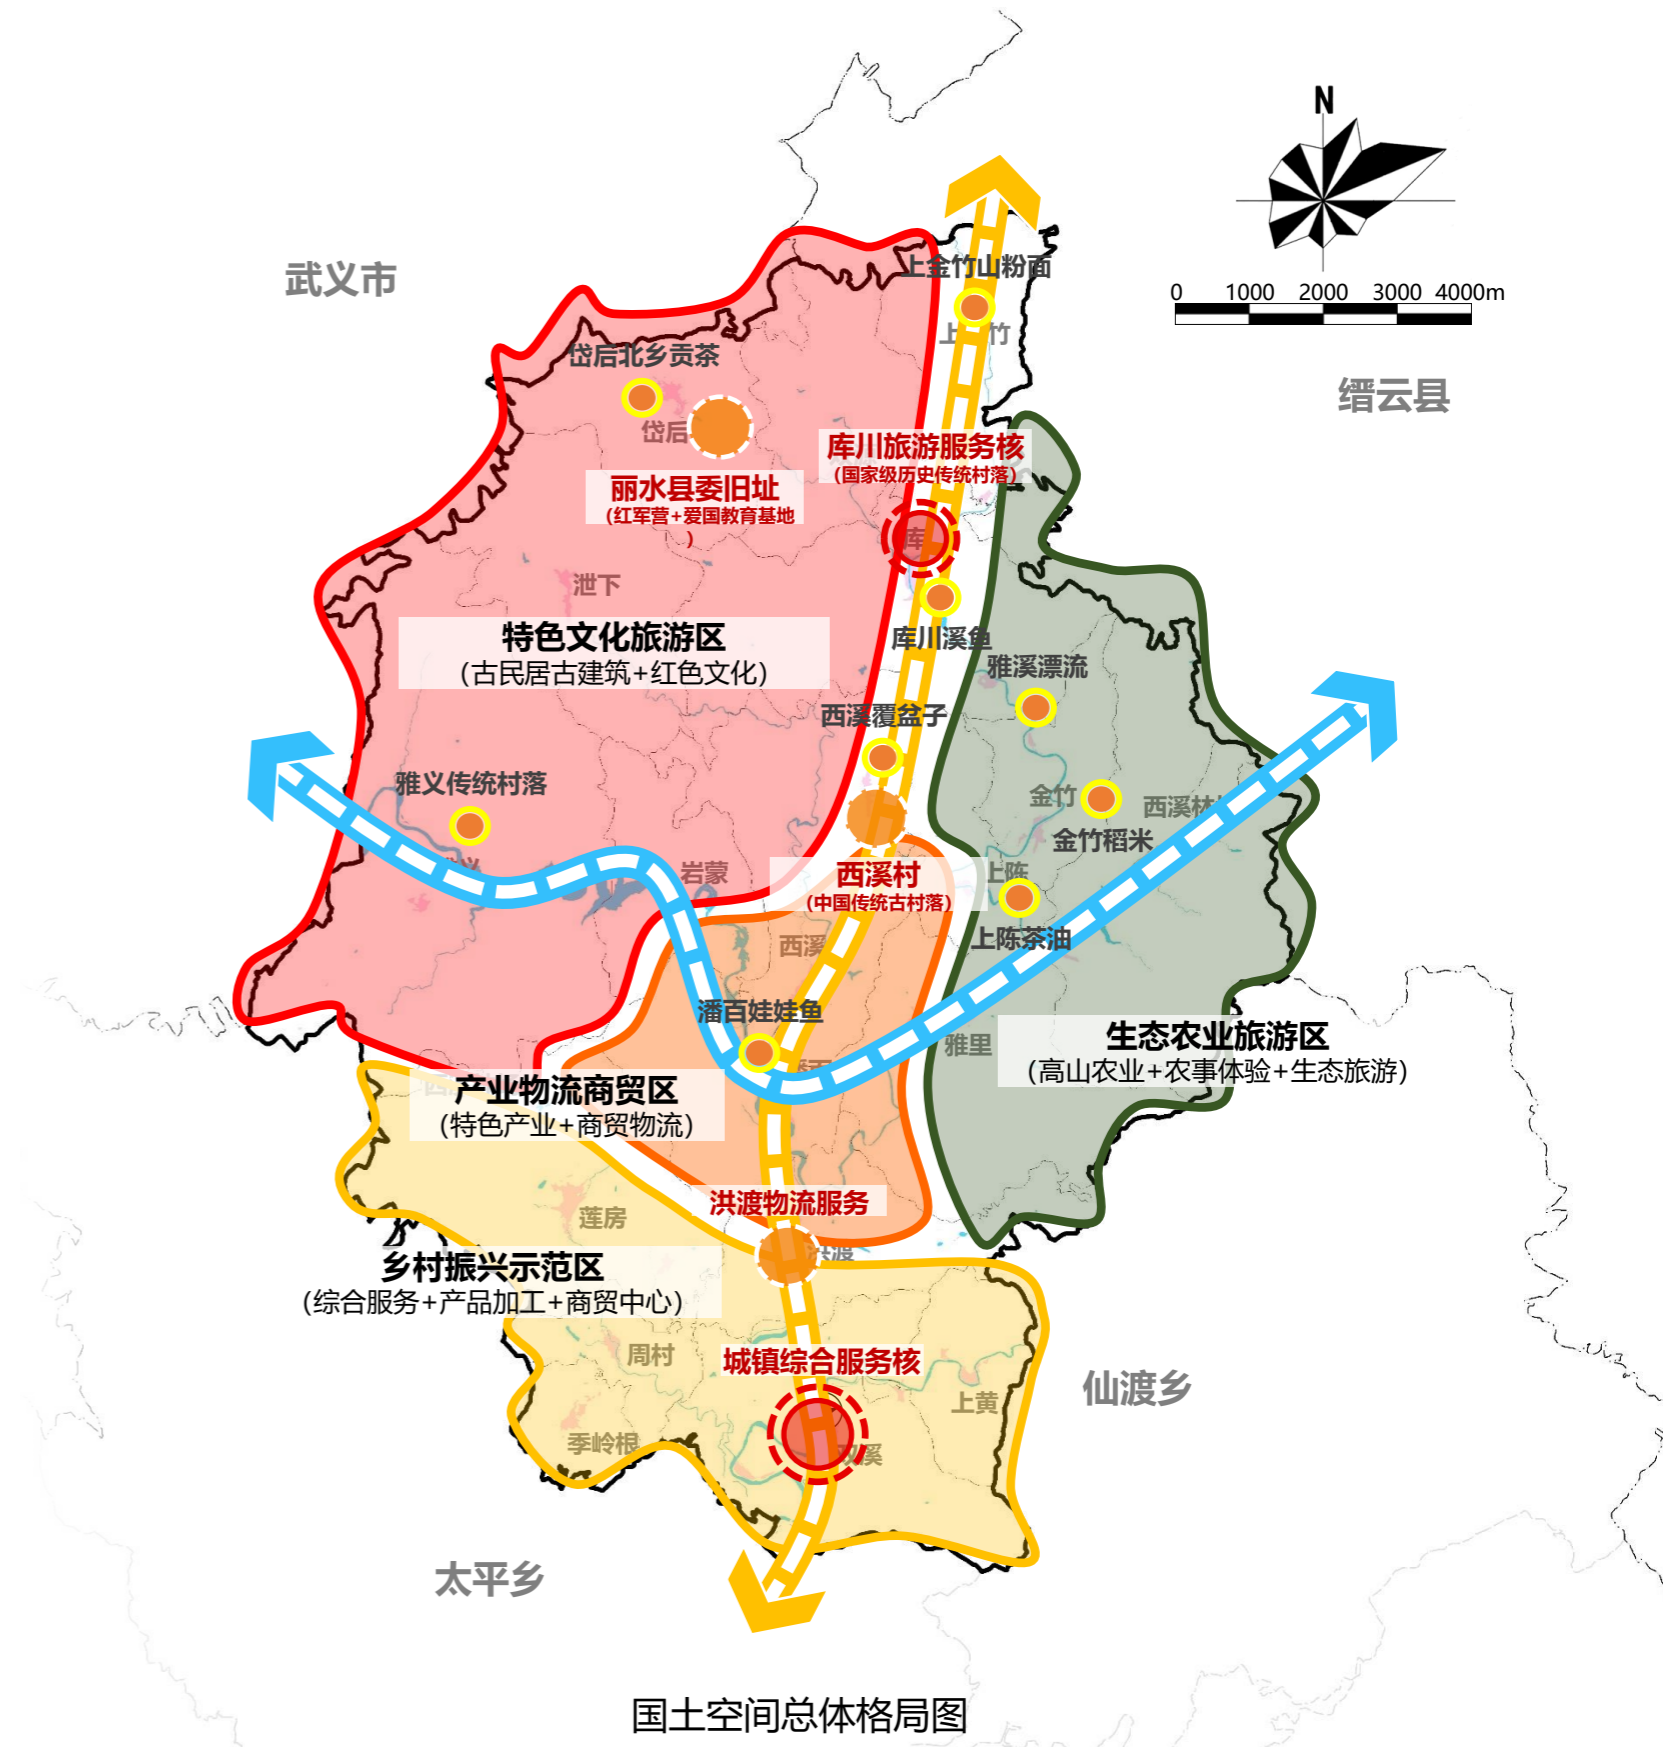 N
0 1000 2000 3000 4000m
武义市
缙云县
上金竹山粉面
上 竹
岱后北乡贡茶
岱后
库川旅游服务核
（国家级历史传统村落）
丽水县委旧址
（红军营+爱国教育基地
）
库
泄下
库川溪鱼
特色文化旅游区
（古民居古建筑+红色文化）
雅溪漂流
西溪覆盆子
雅义传统村落
金竹
西溪林
金竹稻米
岩蒙
西溪村
（中国传统古村落）
上陈
上陈茶油
西溪
潘百娃娃鱼
雅里
生态农业旅游区
（高山农业+农事体验+生态旅游）
产业物流商贸区
（特色产业+商贸物流）
洪渡物流服务
莲房
洪渡
乡村振兴示范区
（综合服务+产品加工+商贸中心）
周村
城镇综合服务核
仙渡乡
上黄
季岭根
双溪
太平乡
国土空间总体格局图